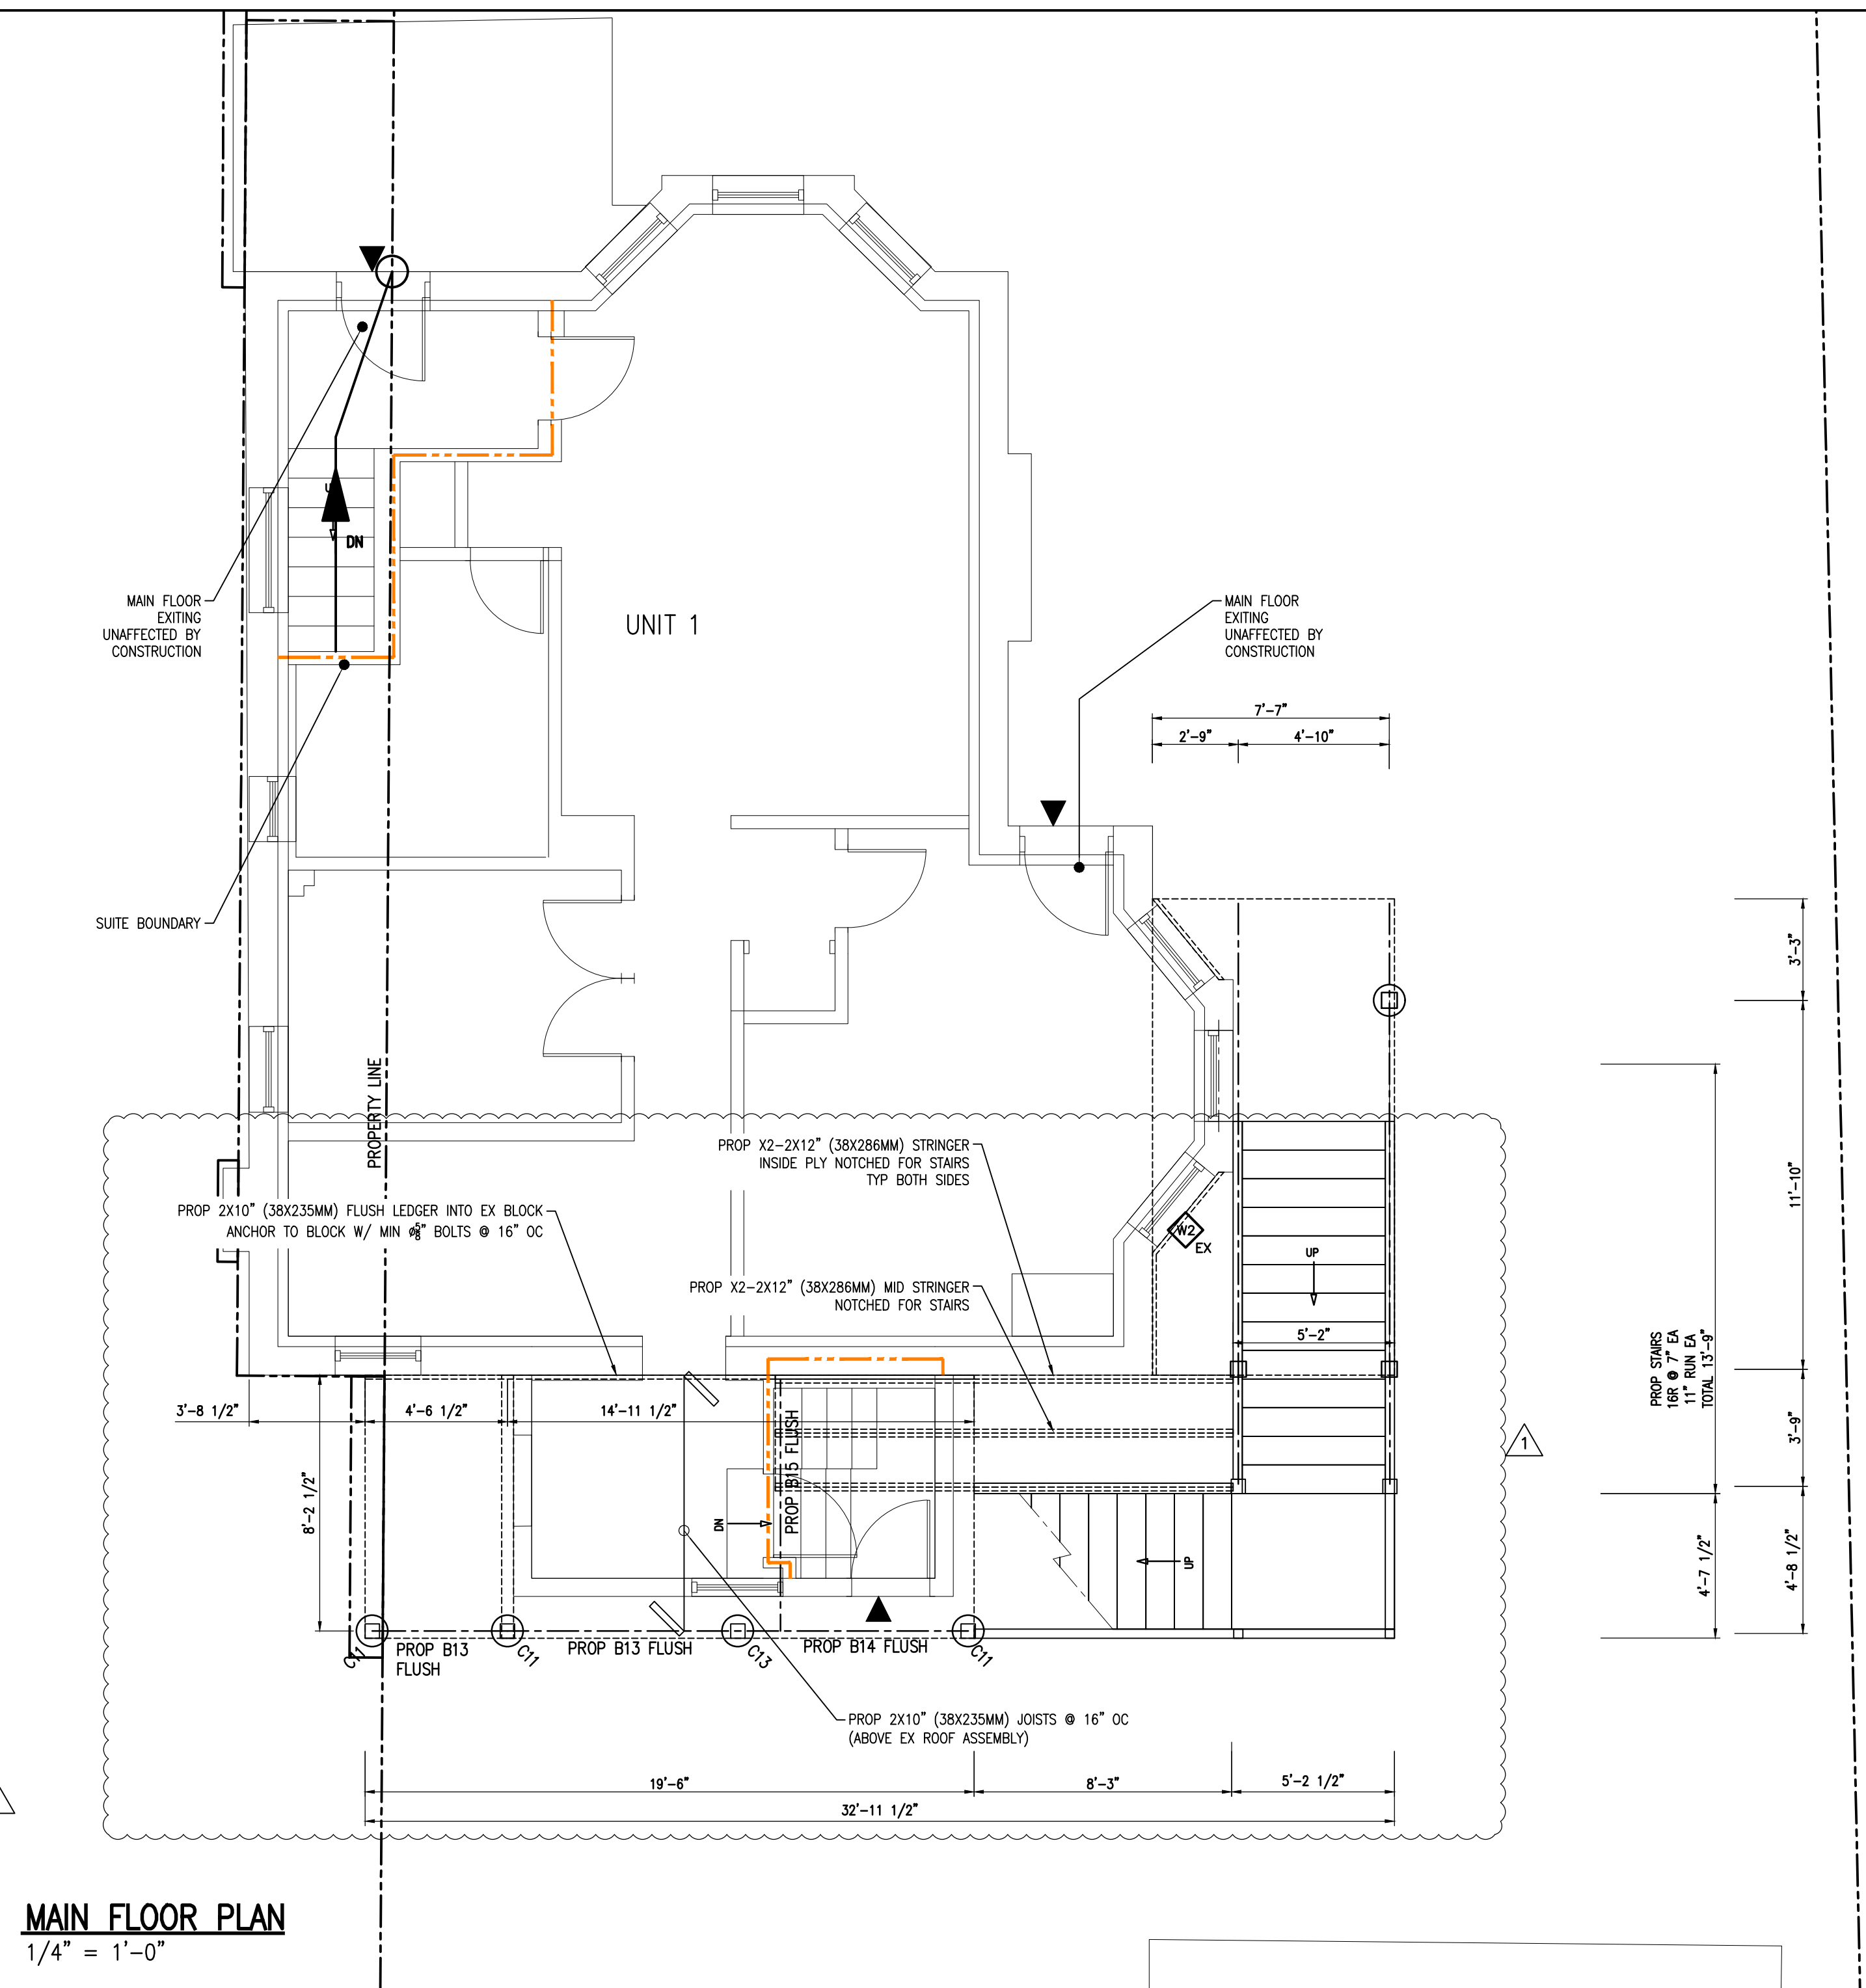 UNIT 1
DN
MAIN FLOOR
EXITING
UNAFFECTED BY
CONSTRUCTION
MAIN FLOOR
EXITING
UNAFFECTED BY
CONSTRUCTION
7'-7"
2'-9"
4'-10"
SUITE BOUNDARY
PROPERTY LINE
3'-3"
11'-10"
3'-9"
4'-8 1/2"
4'-7 1/2"
PROP STAIRS
16R @ 7" EA
11" RUN EA
TOTAL 13'-9"
PROP X2-2X12" (38X286MM) STRINGER
INSIDE PLY NOTCHED FOR STAIRS
TYP BOTH SIDES
PROP 2X10" (38X235MM) FLUSH LEDGER INTO EX BLOCK
ANCHOR TO BLOCK W/ MIN ø5/8" BOLTS @ 16" OC
W2
EX
UP
PROP X2-2X12" (38X286MM) MID STRINGER
NOTCHED FOR STAIRS
5'-2"
3'-8 1/2"
4'-6 1/2"
14'-11 1/2"
8'-2 1/2"
PROP B15 FLUSH
DN
UP
1
C11
PROP B13
FLUSH
C11
PROP B13 FLUSH
C13
PROP B14 FLUSH
C11
PROP 2X10" (38X235MM) JOISTS @ 16" OC
(ABOVE EX ROOF ASSEMBLY)
19'-6"
8'-3"
5'-2 1/2"
32'-11 1/2"
MAIN FLOOR PLAN
1/4" = 1'-0"